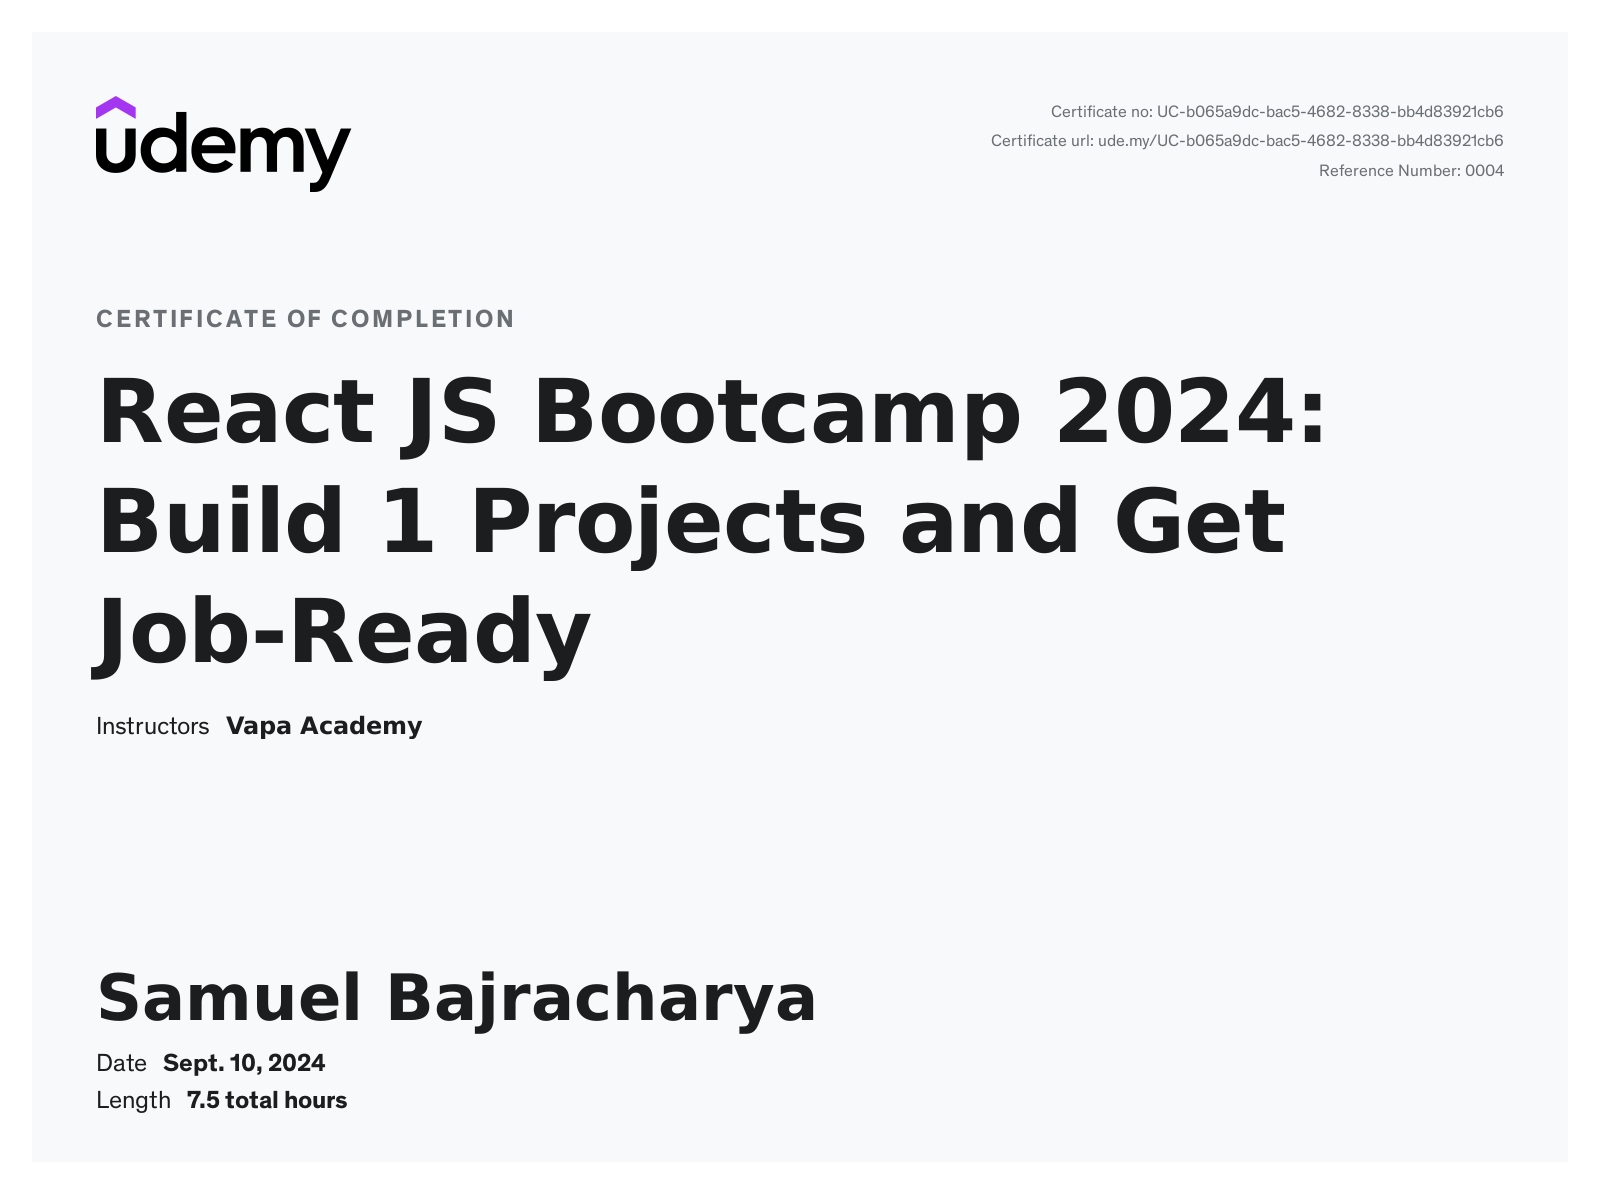 udemy
Certificate no: UC-b065a9dc-bac5-4682-8338-bb4d83921cb6
Certificate url: ude.my/UC-b065a9dc-bac5-4682-8338-bb4d83921cb6
Reference Number: 0004
CERTIFICATE OF COMPLETION
React JS Bootcamp 2024:
Build 1 Projects and Get
Job-Ready
Instructors Vapa Academy
Samuel Bajracharya
Date Sept. 10, 2024
Length 7.5 total hours